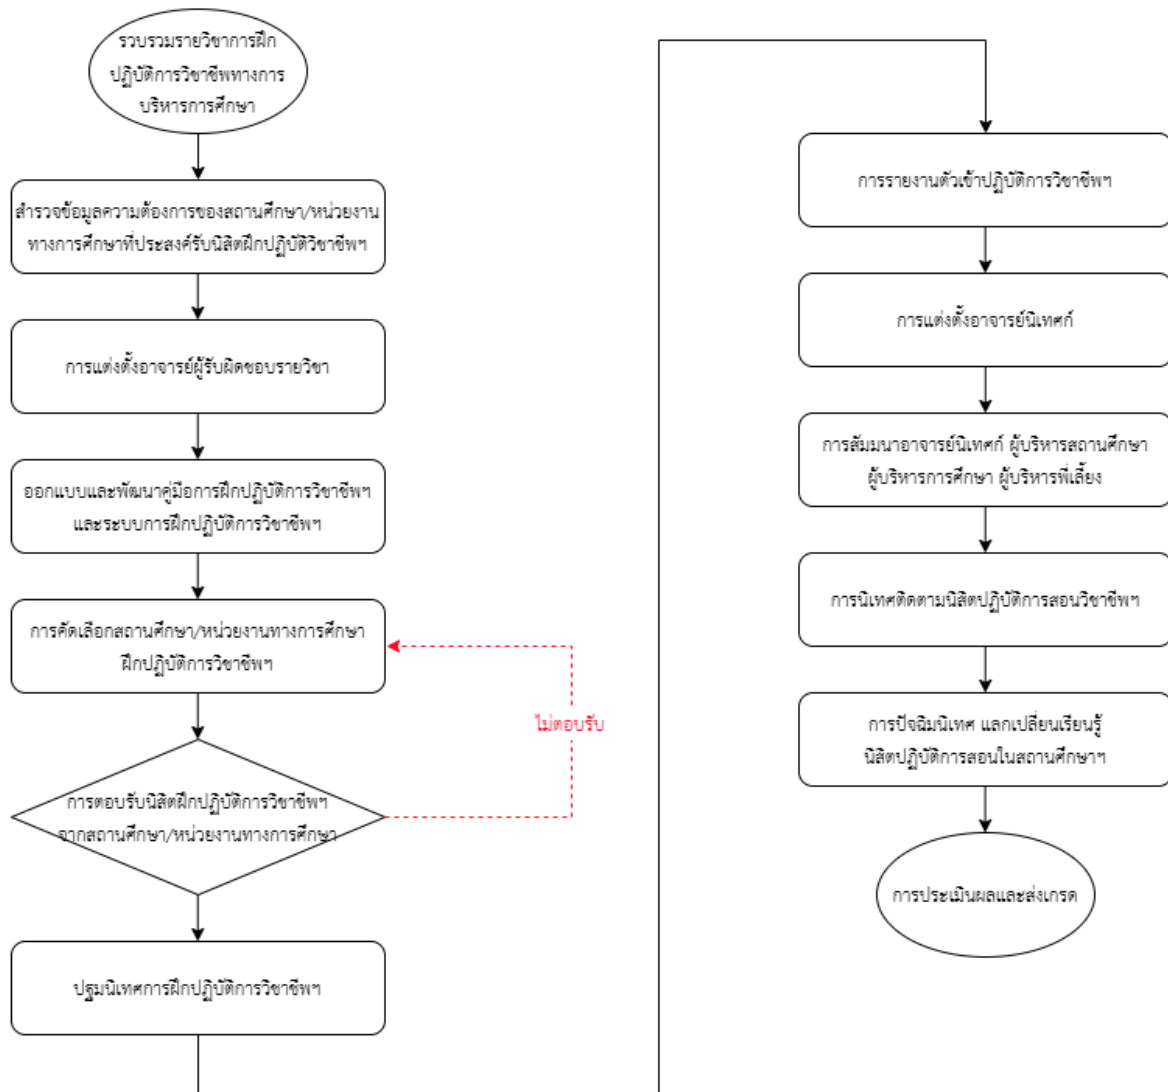 รวบรวมรายวิชาการฝึก
ปฏิบัติการวิชาชีพทางการ
บริหารการศึกษา
สำรวจข้อมูลความต้องการของสถานศึกษา/หน่วยงาน
ทางการศึกษาที่ประสงค์รับนิสิตฝึกปฏิบัติวิชาชีพฯ
การแต่งตั้งอาจารย์ผู้รับผิดชอบรายวิชา
ออกแบบและพัฒนาคู่มือการฝึกปฏิบัติการวิชาชีพฯ
และระบบการฝึกปฏิบัติการวิชาชีพฯ
การคัดเลือกสถานศึกษา/หน่วยงานทางการศึกษา
ฝึกปฏิบัติการวิชาชีพฯ
ไม่ตอบรับ
การตอบรับนิสิตฝึกปฏิบัติการวิชาชีพฯ
จากสถานศึกษา/หน่วยงานทางการศึกษา
ปฐมนิเทศการฝึกปฏิบัติการวิชาชีพฯ
การรายงานตัวเข้าปฏิบัติการวิชาชีพฯ
การแต่งตั้งอาจารย์นิเทศก์
การสัมมนาอาจารย์นิเทศก์ ผู้บริหารสถานศึกษา
ผู้บริหารการศึกษา ผู้บริหารพี่เลี้ยง
การนิเทศติดตามนิสิตปฏิบัติการสอนวิชาชีพฯ
การปัจฉิมนิเทศ แลกเปลี่ยนเรียนรู้
นิสิตปฏิบัติการสอนในสถานศึกษาฯ
การประเมินผลและส่งเกรด